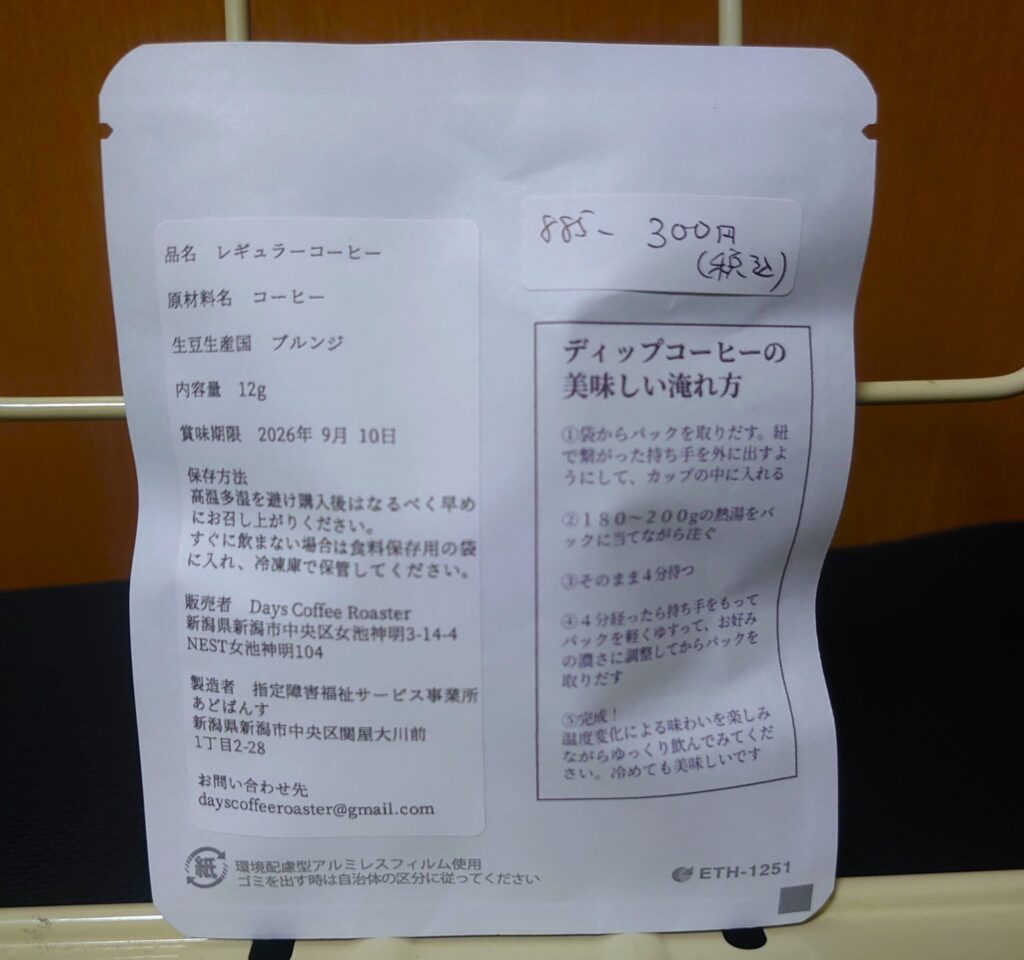 品名 レギュラーコーヒー
原材料名 コーヒー
生豆生産国 ブルンジ
内容量 12g
賞味期限 2026年 9月 10日
保存方法
高温多湿を避け購入後はなるべく早め
にお召し上がりください。
すぐに飲まない場合は食料保存用の袋
に入れ、冷凍庫で保管してください。
販売者 Days Coffee Roaster
新潟県新潟市中央区女池神明3-14-4
NEST女池神明104
製造者 指定障害福祉サービス事業所
あどばんす
新潟県新潟市中央区関屋大川前
1丁目2-28
お問い合わせ先
dayscoffeeroaster@gmail.com
885- 300円
(税込)
ディップコーヒーの
美味しい淹れ方
①袋からパックを取りだす。紐
で繋がった持ち手を外に出すよ
うにして、カップの中に入れる
②180～200gの熱湯をパ
ックに当てながら注ぐ
③そのまま4分待つ
④4分経ったら持ち手をもって
パックを軽くゆすって、お好み
の濃さに調整してからパックを
取りだす
⑤完成！
温度変化による味わいを楽しみ
ながらゆっくり飲んでみてくだ
さい。冷めても美味しいです
紙
環境配慮型アルミレスフィルム使用
ゴミを出す時は自治体の区分に従ってください
ETH-1251